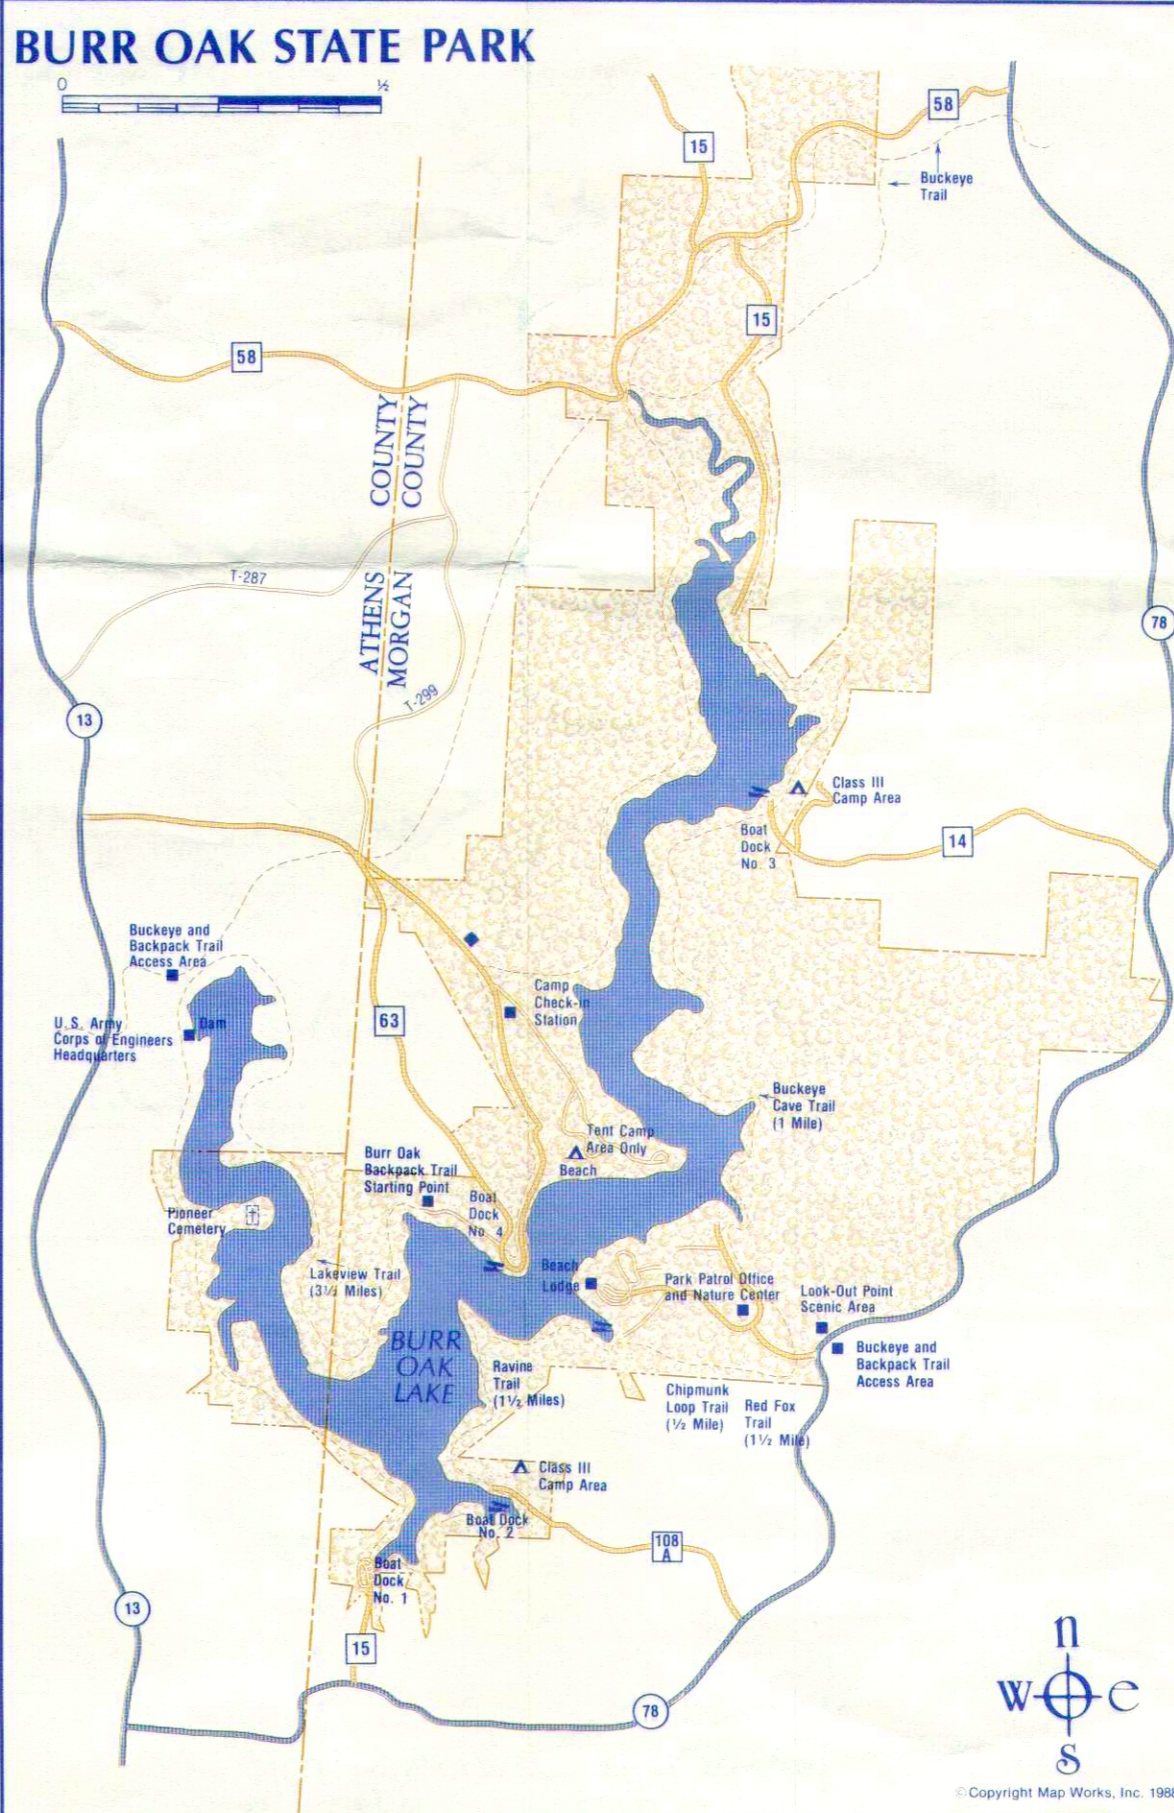 BURR OAK STATE PARK
0 ½
58
15
Buckeye
Trail
15
58
COUNTY
COUNTY
ATHENS
MORGAN
T-287
78
T-299
13
Class III
Camp Area
Boat
Dock
No. 3
14
Buckeye and
Backpack Trail
Access Area
Camp
Check-in
Station
63
U.S. Army
Corps of Engineers
Headquarters
Dam
Buckeye
Cave Trail
(1 Mile)
Tent Camp
Area Only
Beach
Burr Oak
Backpack Trail
Starting Point
Boat
Dock
No. 4
Pioneer
Cemetery
Lakeview Trail
(3½ Miles)
Beach
Lodge
Park Patrol Office
and Nature Center
Look-Out Point
Scenic Area
BURR
OAK
LAKE
Buckeye and
Backpack Trail
Access Area
Ravine
Trail
(1½ Miles)
Chipmunk
Loop Trail
(½ Mile)
Red Fox
Trail
(1½ Mile)
Class III
Camp Area
Boat Dock
No. 2
108
A
Boat
Dock
No. 1
13
15
78
n
w e
s
© Copyright Map Works, Inc. 1988